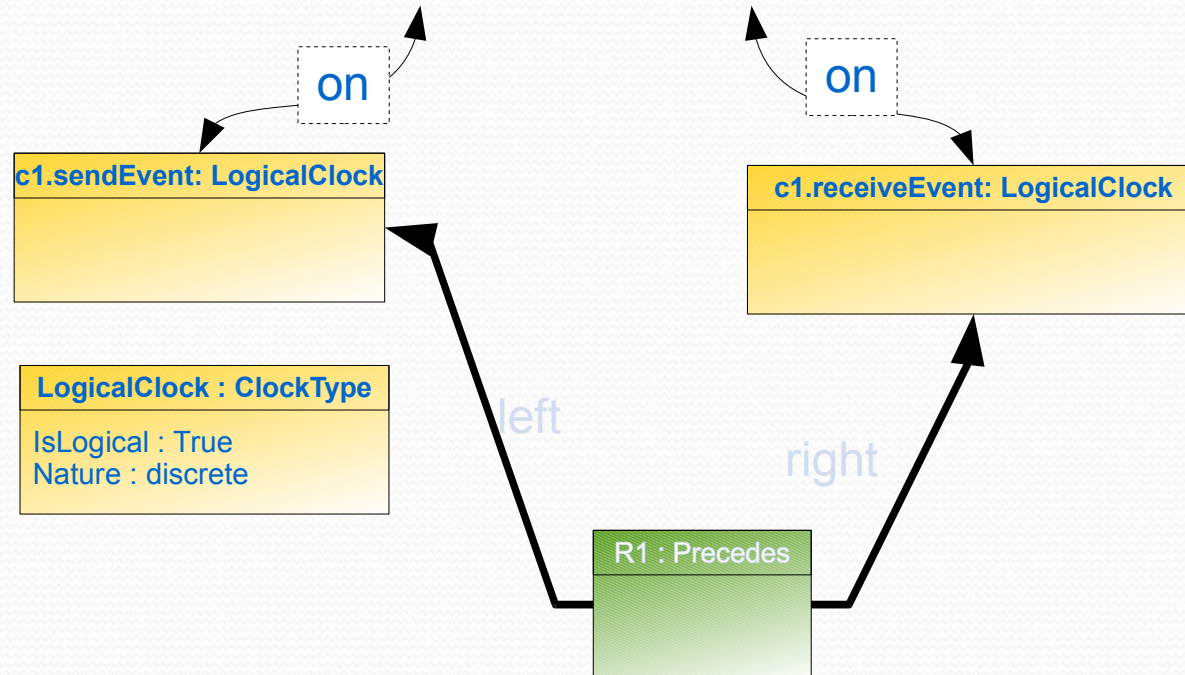 on
on
c1.sendEvent: LogicalClock
c1.receiveEvent: LogicalClock
LogicalClock : ClockType
IsLogical : True
Nature : discrete
left
right
R1 : Precedes